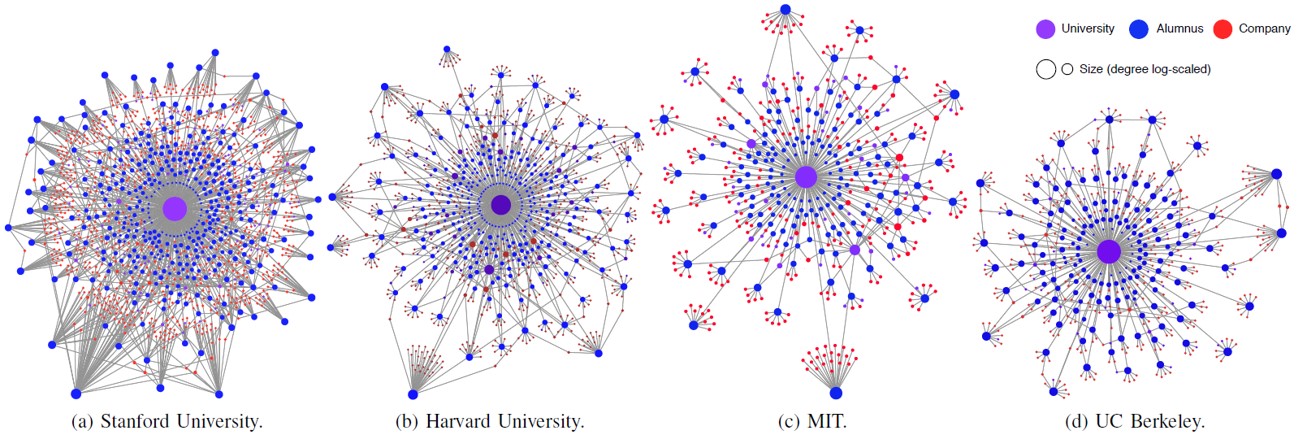 University Alumnus Company
Size (degree log-scaled)
(a) Stanford University.
(b) Harvard University.
(c) MIT.
(d) UC Berkeley.